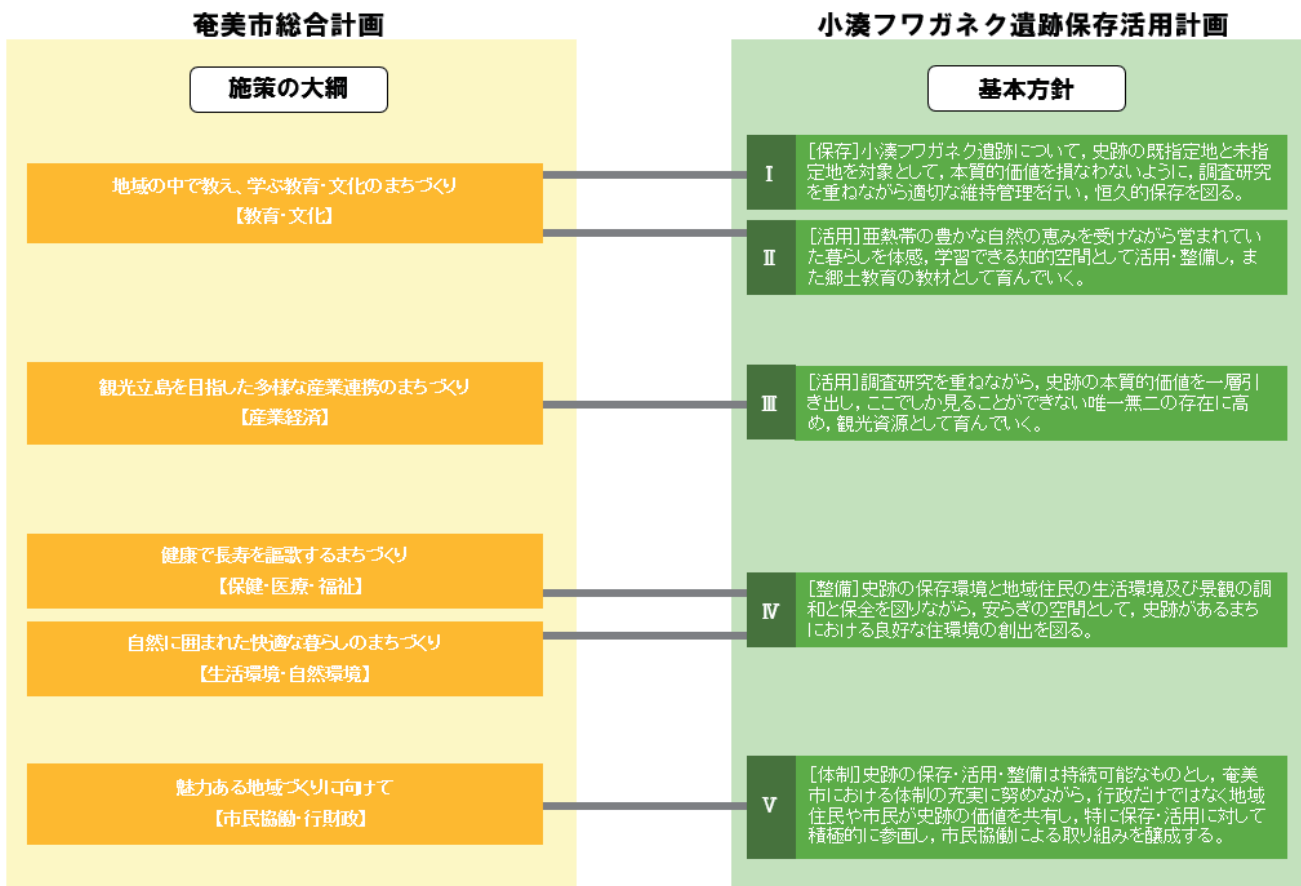 奄美市総合計画
施策の大綱
地域の中で教え、学ぶ教育・文化のまちづくり
【教育・文化】
観光立島を目指した多様な産業連携のまちづくり
【産業経済】
健康で長寿を謳歌するまちづくり
【保健・医療・福祉】
自然に囲まれた快適な暮らしのまちづくり
【生活環境・自然環境】
魅力ある地域づくりに向けて
【市民協働・行財政】
小湊フワガネク遺跡保存活用計画
基本方針
Ⅰ
[保存]小湊フワガネク遺跡について，史跡の既指定地と未指
定地を対象として，本質的価値を損なわないように，調査研究
を重ねながら適切な維持管理を行い，恒久的保存を図る。
Ⅱ
[活用]亜熱帯の豊かな自然の恵みを受けながら営まれてい
た暮らしを体感，学習できる知的空間として活用・整備し，ま
た郷土教育の教材として育んでいく。
Ⅲ
[活用]調査研究を重ねながら，史跡の本質的価値を一層引
き出し，ここでしか見ることができない唯一無二の存在に高
め，観光資源として育んでいく。
Ⅳ
[整備]史跡の保存環境と地域住民の生活環境及び景観の調
和と保全を図りながら，安らぎの空間として，史跡があるまち
における良好な住環境の創出を図る。
Ⅴ
[体制]史跡の保存・活用・整備は持続可能なものとし，奄美
市における体制の充実に努めながら，行政だけではなく地域
住民や市民が史跡の価値を共有し，特に保存・活用に対して
積極的に参画し，市民協働による取り組みを醸成する。